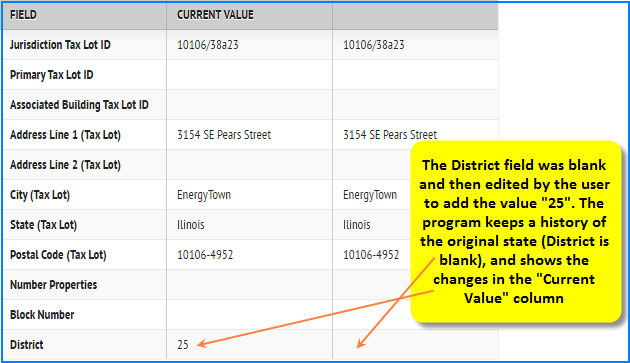 FIELD CURRENT VALUE
Jurisdiction Tax Lot ID 10106/38a23 10106/38a23
Primary Tax Lot ID
Associated Building Tax Lot ID
Address Line 1 (Tax Lot) 3154 SE Pears Street 3154 SE Pears Street
Address Line 2 (Tax Lot)
City (Tax Lot) EnergyTown EnergyTown
State (Tax Lot) Ilinois Ilinois
Postal Code (Tax Lot) 10106-4952 10106-4952
Number Properties
Block Number
District 25
The District field was blank
and then edited by the user
to add the value "25". The
program keeps a history of
the original state (District is
blank), and shows the
changes in the "Current
Value" column